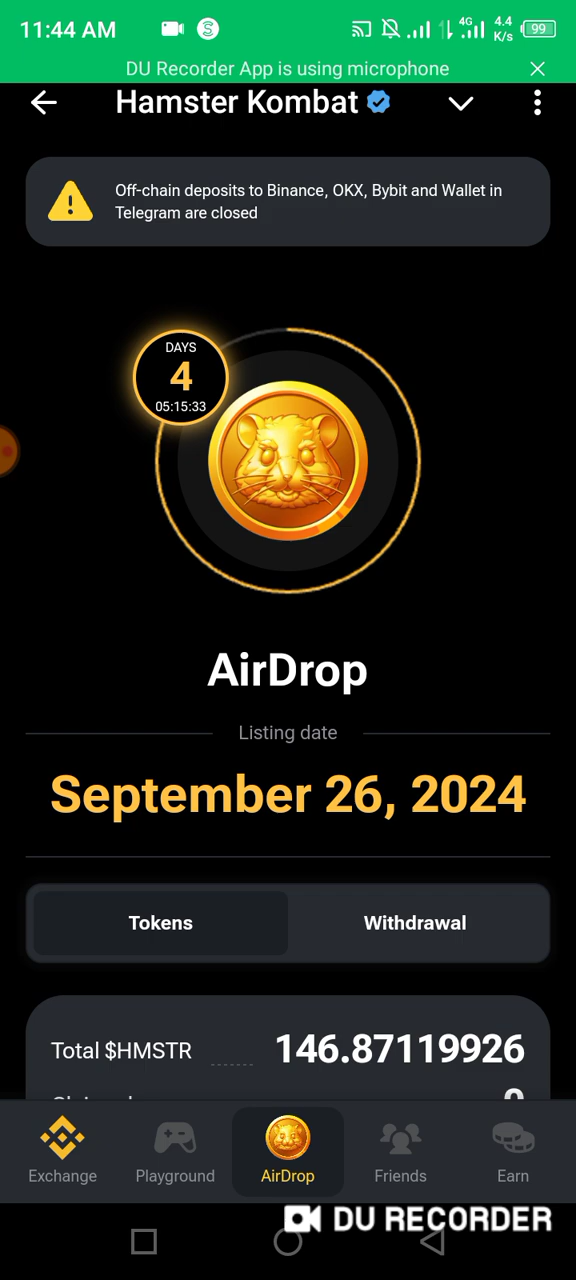 11:44 AM
4G
4.4
K/s
99
DU Recorder App is using microphone
Hamster Kombat
Off-chain deposits to Binance, OKX, Bybit and Wallet in
Telegram are closed
DAYS
4
05:15:33
AirDrop
Listing date
September 26, 2024
Tokens
Withdrawal
Total $HMSTR
146.87119926
Exchange
Playground
AirDrop
Friends
Earn
DU RECORDER